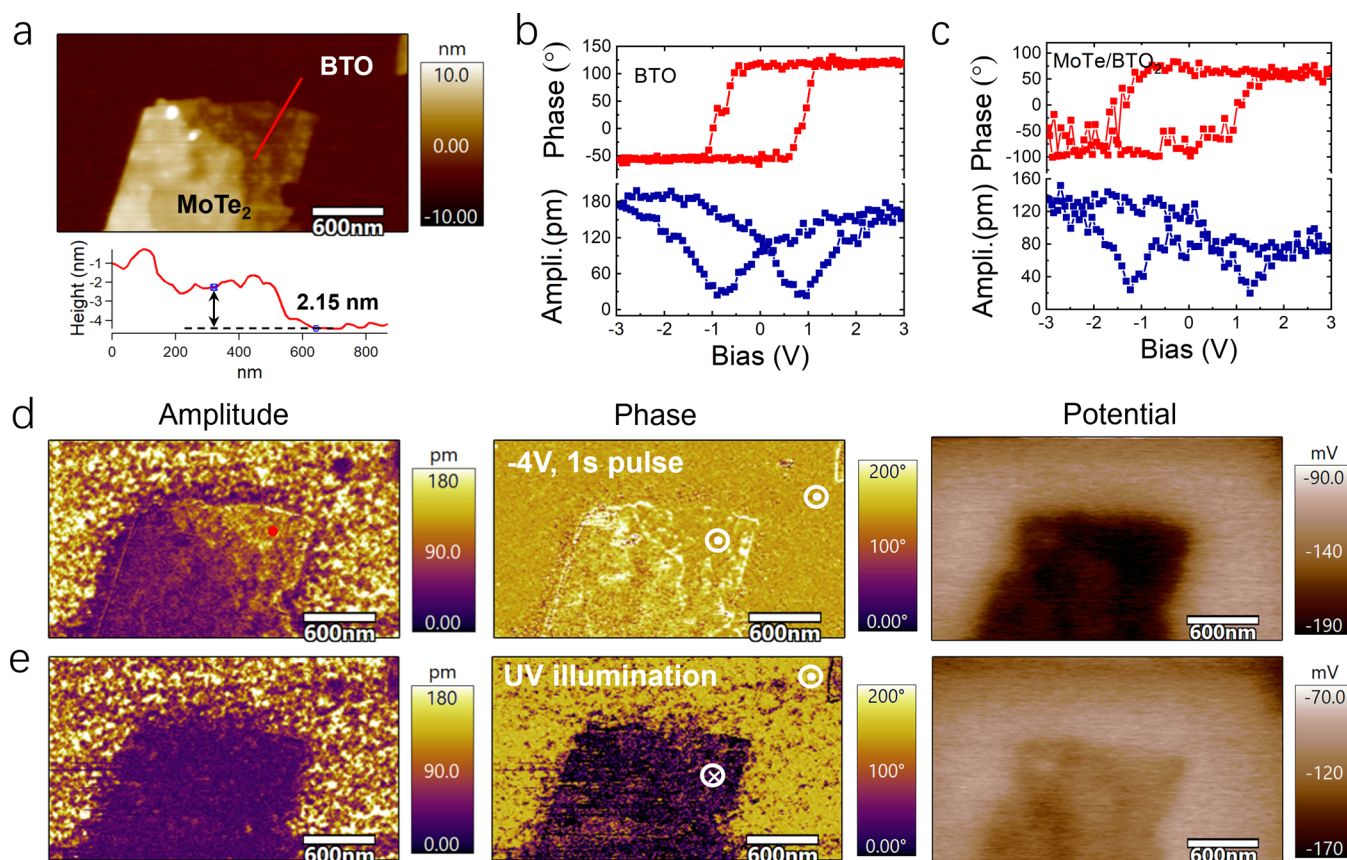 a
BTO
MoTe2
600nm
nm
10.0
0.00
-10.00
Height (nm)
-1
-2
-3
-4
2.15 nm
0 200 400 600 800
nm
b
BTO
Phase (°)
150
100
50
0
-50
Ampli.(pm)
180
120
60
0
-3 -2 -1 0 1 2 3
Bias (V)
c
MoTe/BTO2
Phase (°)
100
50
0
-50
-100
Ampli.(pm)
160
120
80
40
0
-3 -2 -1 0 1 2 3
Bias (V)
d
Amplitude
Phase
Potential
600nm
pm
180
90.0
0.00
-4V, 1s pulse
600nm
200°
100°
0.00°
600nm
mV
-90.0
-140
-190
e
600nm
pm
180
90.0
0.00
UV illumination
600nm
200°
100°
0.00°
600nm
mV
-70.0
-120
-170